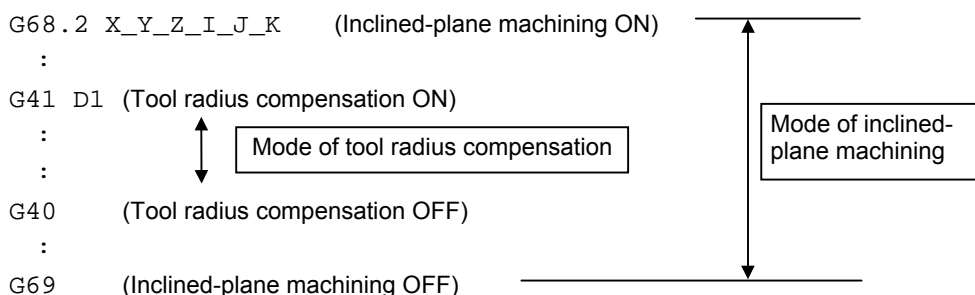 G68.2 X_Y_Z_I_J_K (Inclined-plane machining ON)
:
G41 D1 (Tool radius compensation ON)
:
Mode of tool radius compensation
:
G40 (Tool radius compensation OFF)
:
G69 (Inclined-plane machining OFF)
Mode of inclined-
plane machining